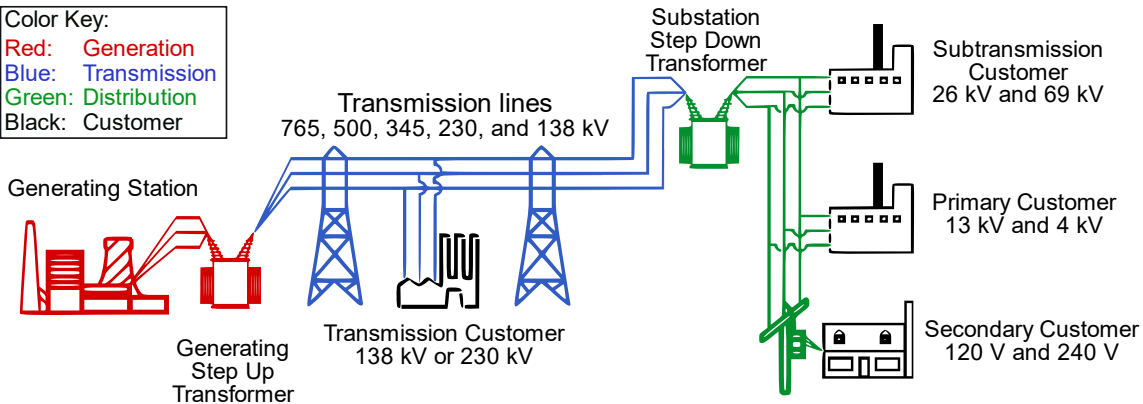 Color Key:
Red: Generation
Blue: Transmission
Green: Distribution
Black: Customer
Generating Station
Generating
Step Up
Transformer
Transmission lines
765, 500, 345, 230, and 138 kV
Transmission Customer
138 kV or 230 kV
Substation
Step Down
Transformer
Subtransmission
Customer
26 kV and 69 kV
Primary Customer
13 kV and 4 kV
Secondary Customer
120 V and 240 V